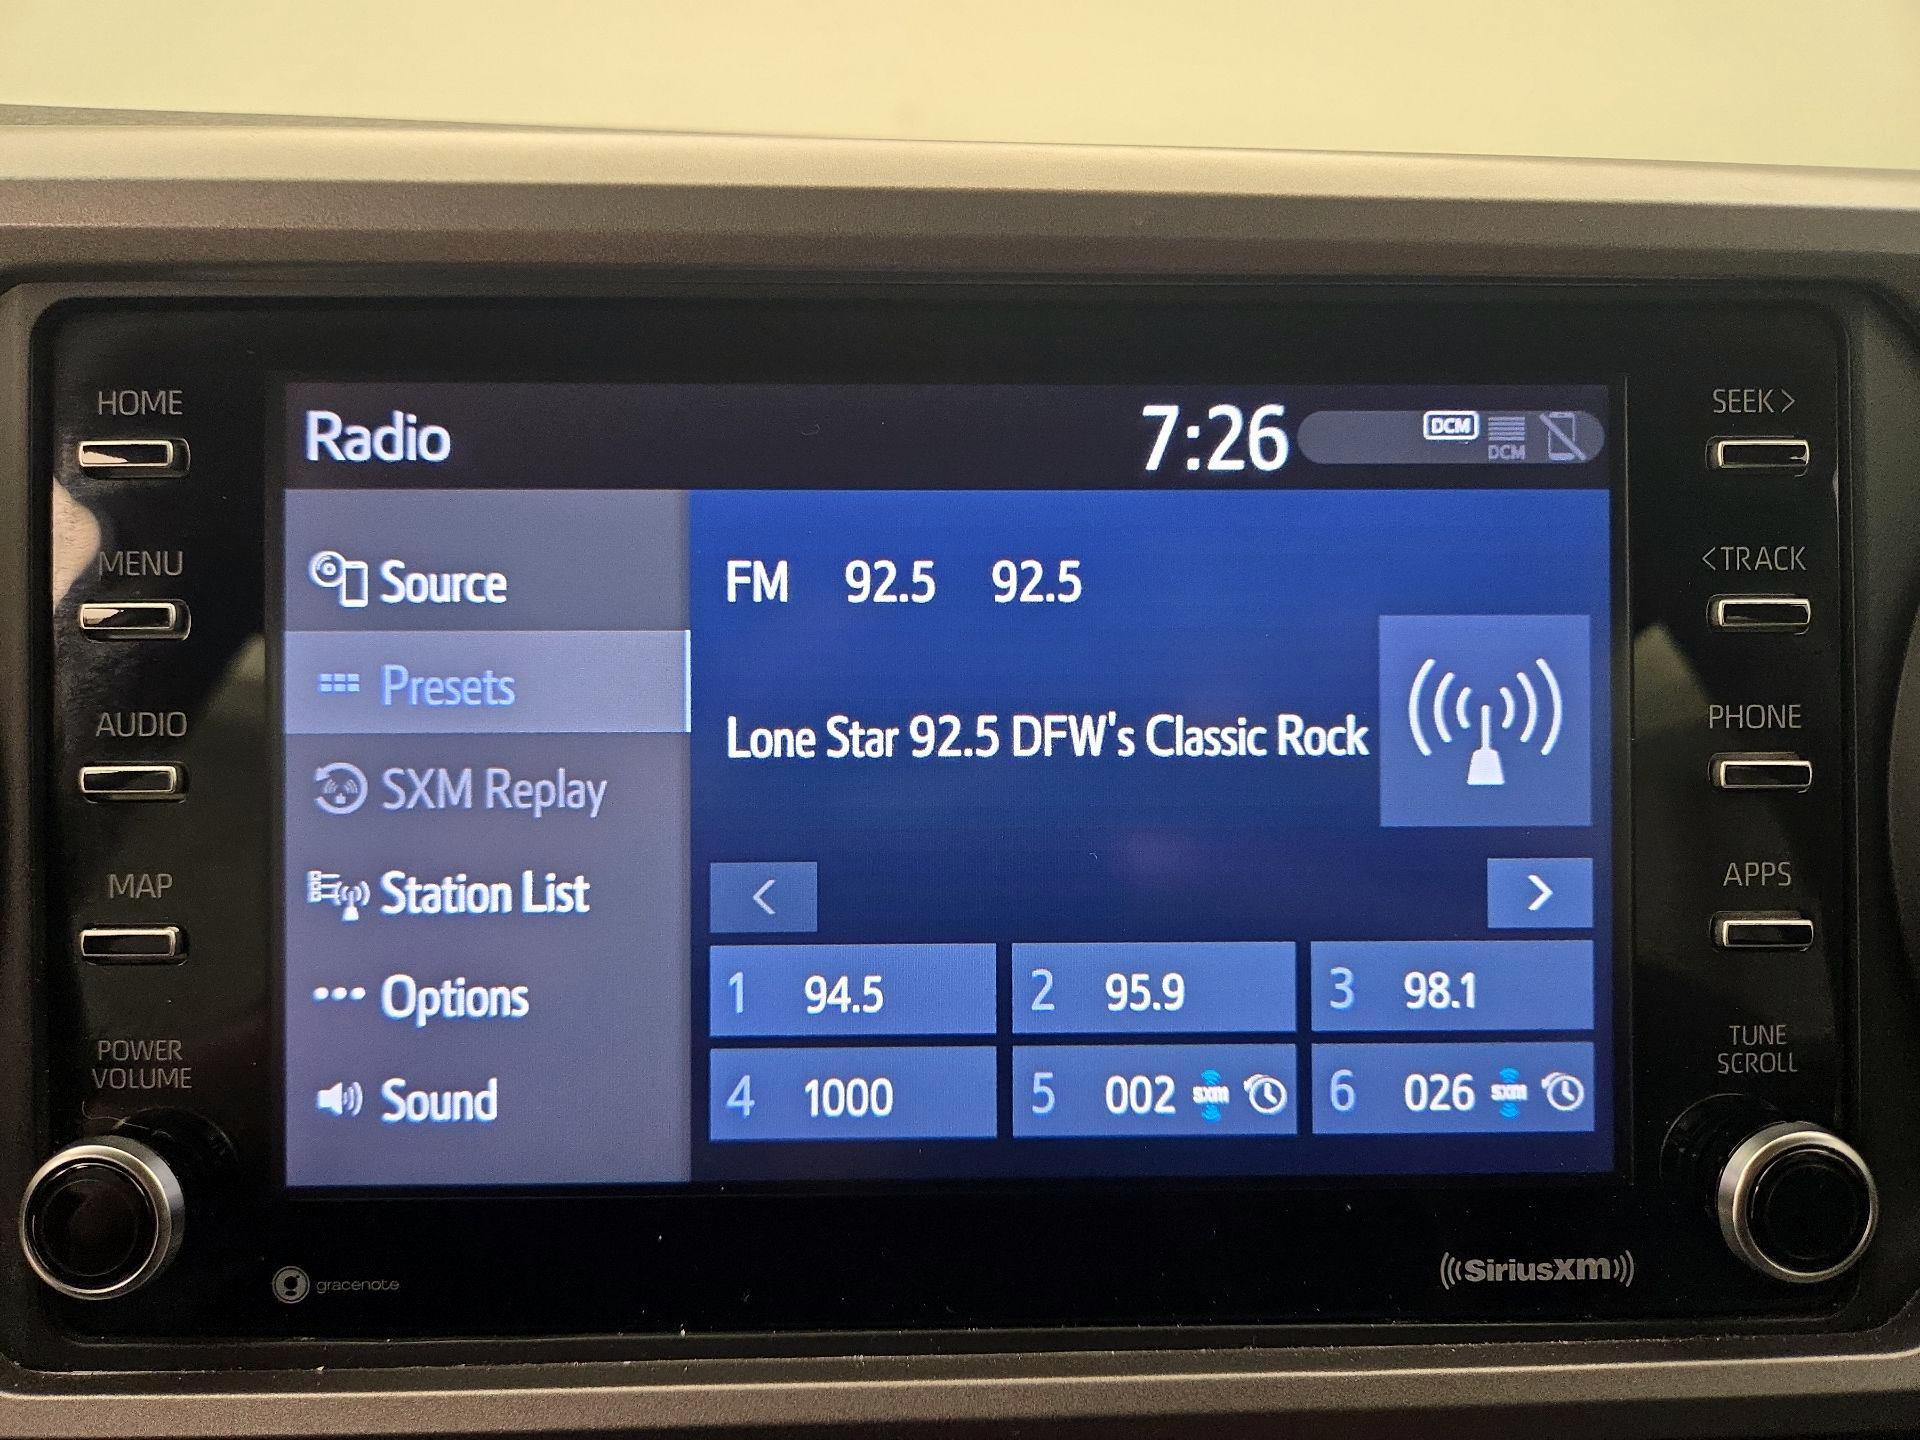 HOME
MENU
AUDIO
MAP
POWER
VOLUME
Radio
7:26
DCM
DCM
Source
Presets
SXM Replay
Station List
Options
Sound
FM 92.5 92.5
Lone Star 92.5 DFW's Classic Rock
<
>
1 94.5
2 95.9
3 98.1
4 1000
5 002 sxm
6 026 sxm
SEEK >
< TRACK
PHONE
APPS
TUNE
SCROLL
g gracenote
((SiriusXM))